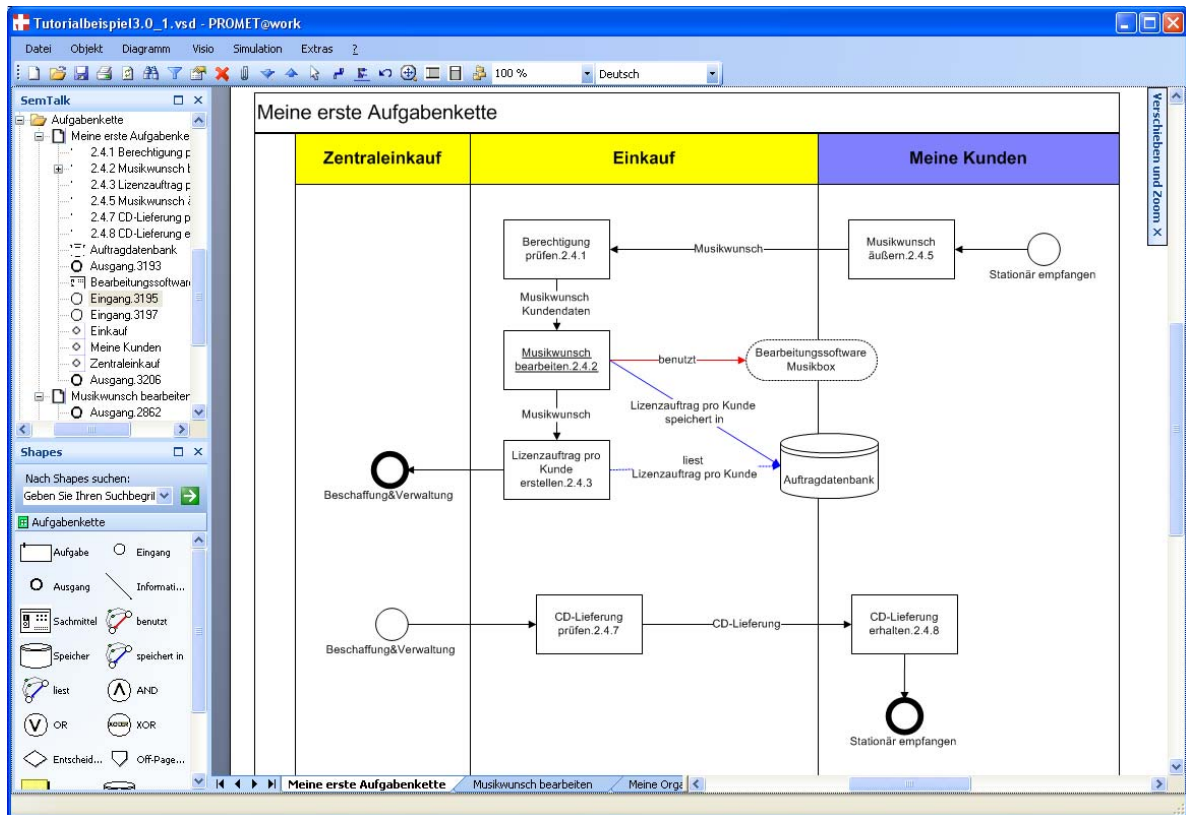 Tutorialbeispiel3.0_1.vsd - PROMET@work
Datei Objekt Diagramm Visio Simulation Extras ?
100 %
Deutsch
SemTalk
Aufgabenkette
Meine erste Aufgabenke
2.4.1 Berechtigung p
2.4.2 Musikwunsch b
2.4.3 Lizenzauftrag p
2.4.5 Musikwunsch ä
2.4.7 CD-Lieferung p
2.4.8 CD-Lieferung e
Auftragdatenbank
Ausgang.3193
Bearbeitungssoftware
Eingang.3195
Eingang.3197
Einkauf
Meine Kunden
Zentraleinkauf
Ausgang.3206
Musikwunsch bearbeiten
Ausgang.2862
Shapes
Nach Shapes suchen:
Geben Sie Ihren Suchbegril
Aufgabenkette
Aufgabe Eingang
Ausgang Informati...
Sachmittel benutzt
Speicher speichert in
liest AND
OR XOR
Entscheid... Off-Page...
Meine erste Aufgabenkette
Zentraleinkauf
Einkauf
Meine Kunden
Berechtigung
prüfen.2.4.1
Musikwunsch
Musikwunsch
äußern.2.4.5
Stationär empfangen
Musikwunsch
Kundendaten
Musikwunsch
bearbeiten.2.4.2
benutzt
Bearbeitungssoftware
Musikbox
Lizenzauftrag pro Kunde
speichert in
Musikwunsch
Lizenzauftrag pro
Kunde
erstellen.2.4.3
liest
Lizenzauftrag pro Kunde
Auftragdatenbank
Beschaffung&Verwaltung
Beschaffung&Verwaltung
CD-Lieferung
prüfen.2.4.7
CD-Lieferung
CD-Lieferung
erhalten.2.4.8
Stationär empfangen
Verschieben und Zoom
Meine erste Aufgabenkette
Musikwunsch bearbeiten
Meine Orga